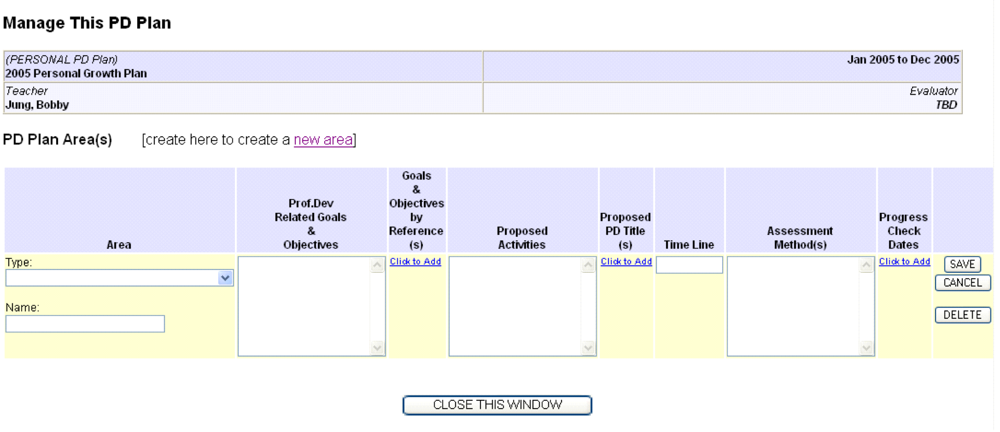 Manage This PD Plan
(PERSONAL PD Plan)
2005 Personal Growth Plan
Jan 2005 to Dec 2005
Teacher
Jung, Bobby
Evaluator
TBD
PD Plan Area(s) [create here to create a new area]
Area
Prof.Dev
Related Goals
&
Objectives
Goals
&
Objectives
by
Reference
(s)
Proposed
Activities
Proposed
PD Title
(s)
Time Line
Assessment
Method(s)
Progress
Check
Dates
Type:
Name:
Click to Add
Click to Add
Click to Add
SAVE
CANCEL
DELETE
CLOSE THIS WINDOW